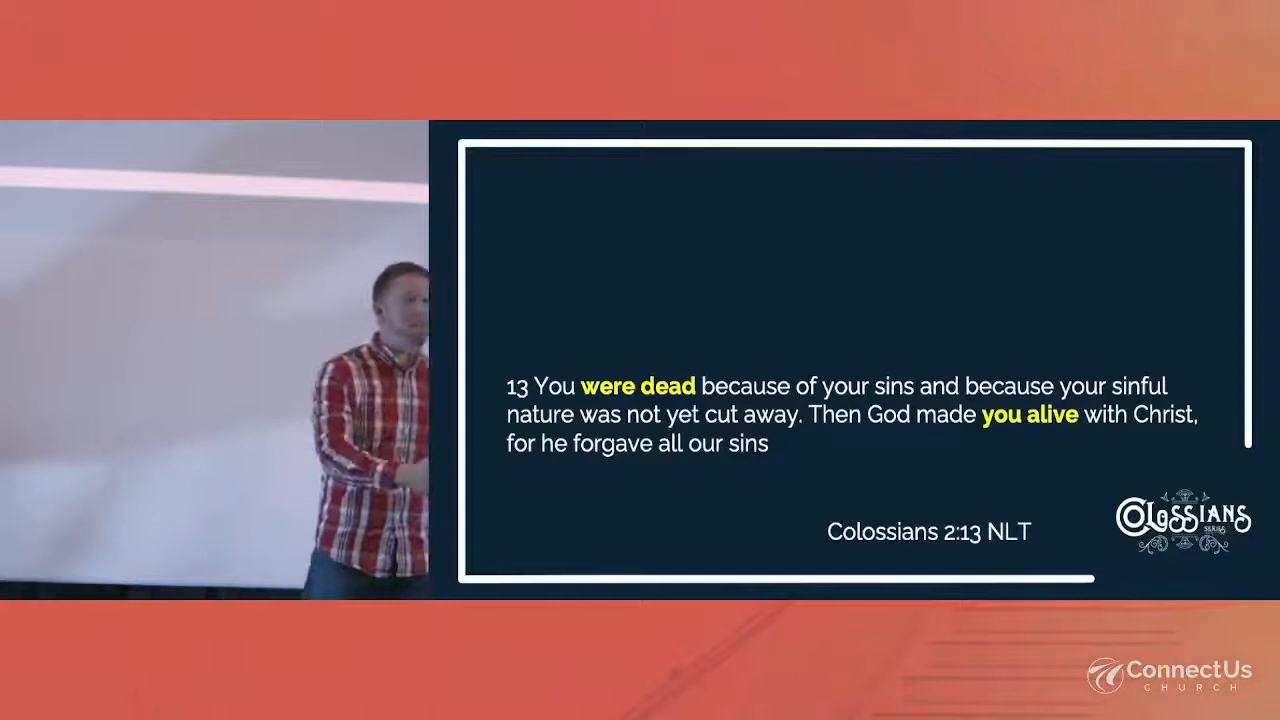 13 You were dead because of your sins and because your sinful
nature was not yet cut away. Then God made you alive with Christ,
for he forgave all our sins
Colossians 2:13 NLT
COLOSSIANS
SERIES
ConnectUs
CHURCH